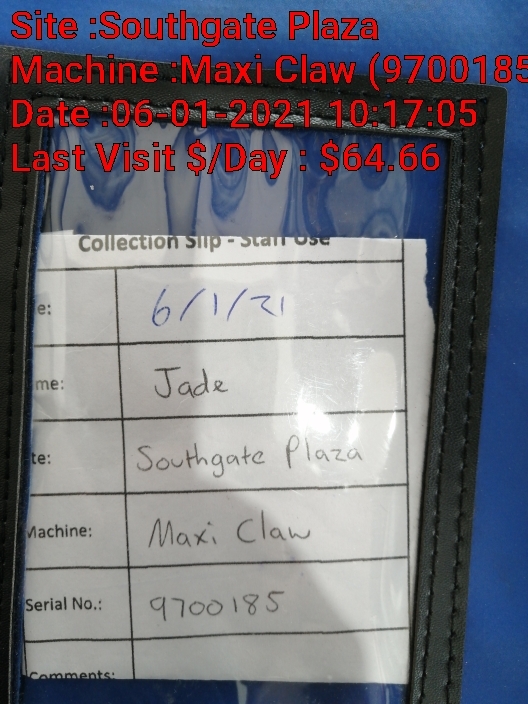 Site :Southgate Plaza
Machine :Maxi Claw (9700185
Date :06-01-2021 10:17:05
Last Visit $/Day : $64.66
Collection Slip - Staff Use
e: 6/1/21
me: Jade
te: Southgate Plaza
Machine: Maxi Claw
Serial No.: 9700185
Comments: